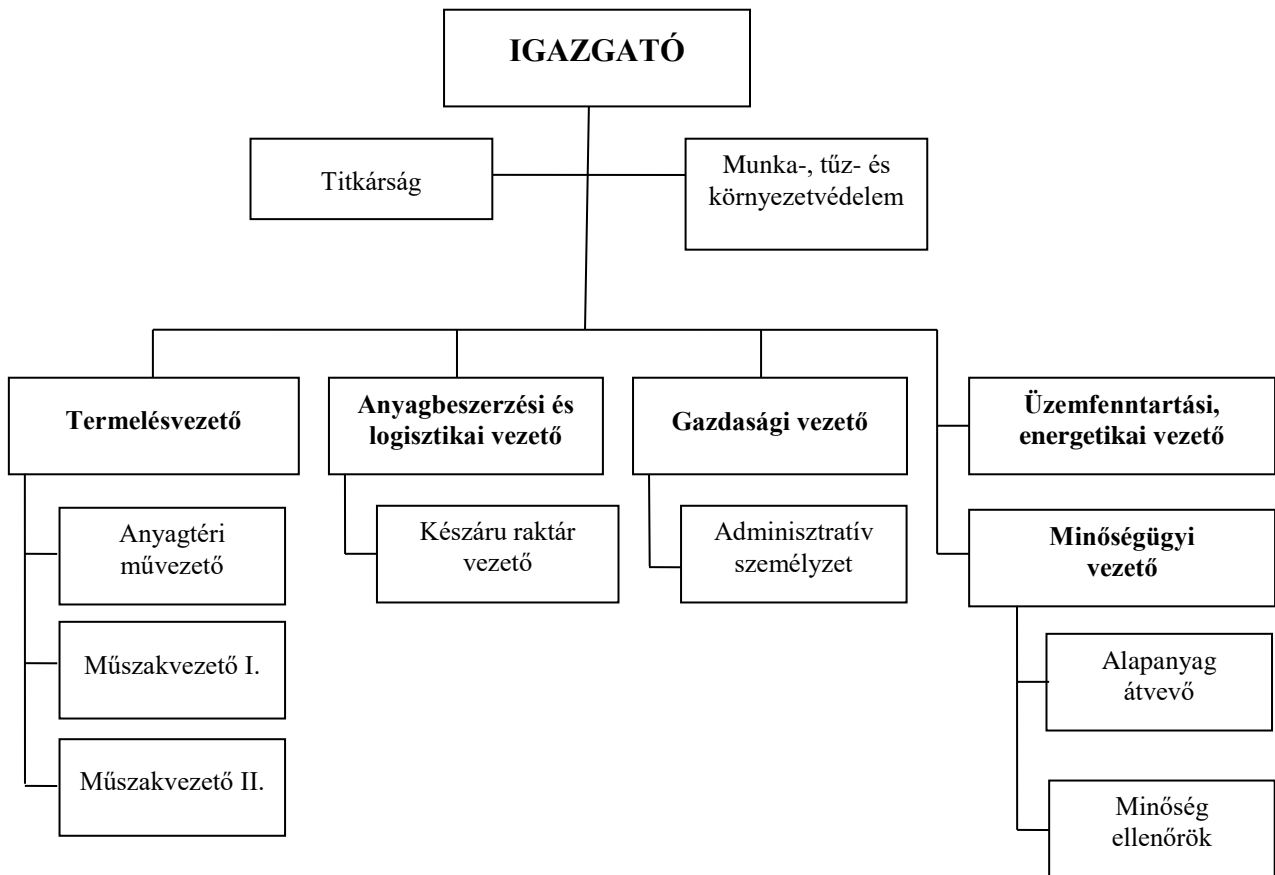 IGAZGATÓ
Titkárság
Munka-, tűz- és
környezetvédelem
Termelésvezető
Anyagbeszerzési és
logisztikai vezető
Gazdasági vezető
Üzemfenntartási,
energetikai vezető
Anyagtéri
művezető
Készáru raktár
vezető
Adminisztratív
személyzet
Minőségügyi
vezető
Műszakvezető I.
Alapanyag
átvevő
Műszakvezető II.
Minőség
ellenőrök